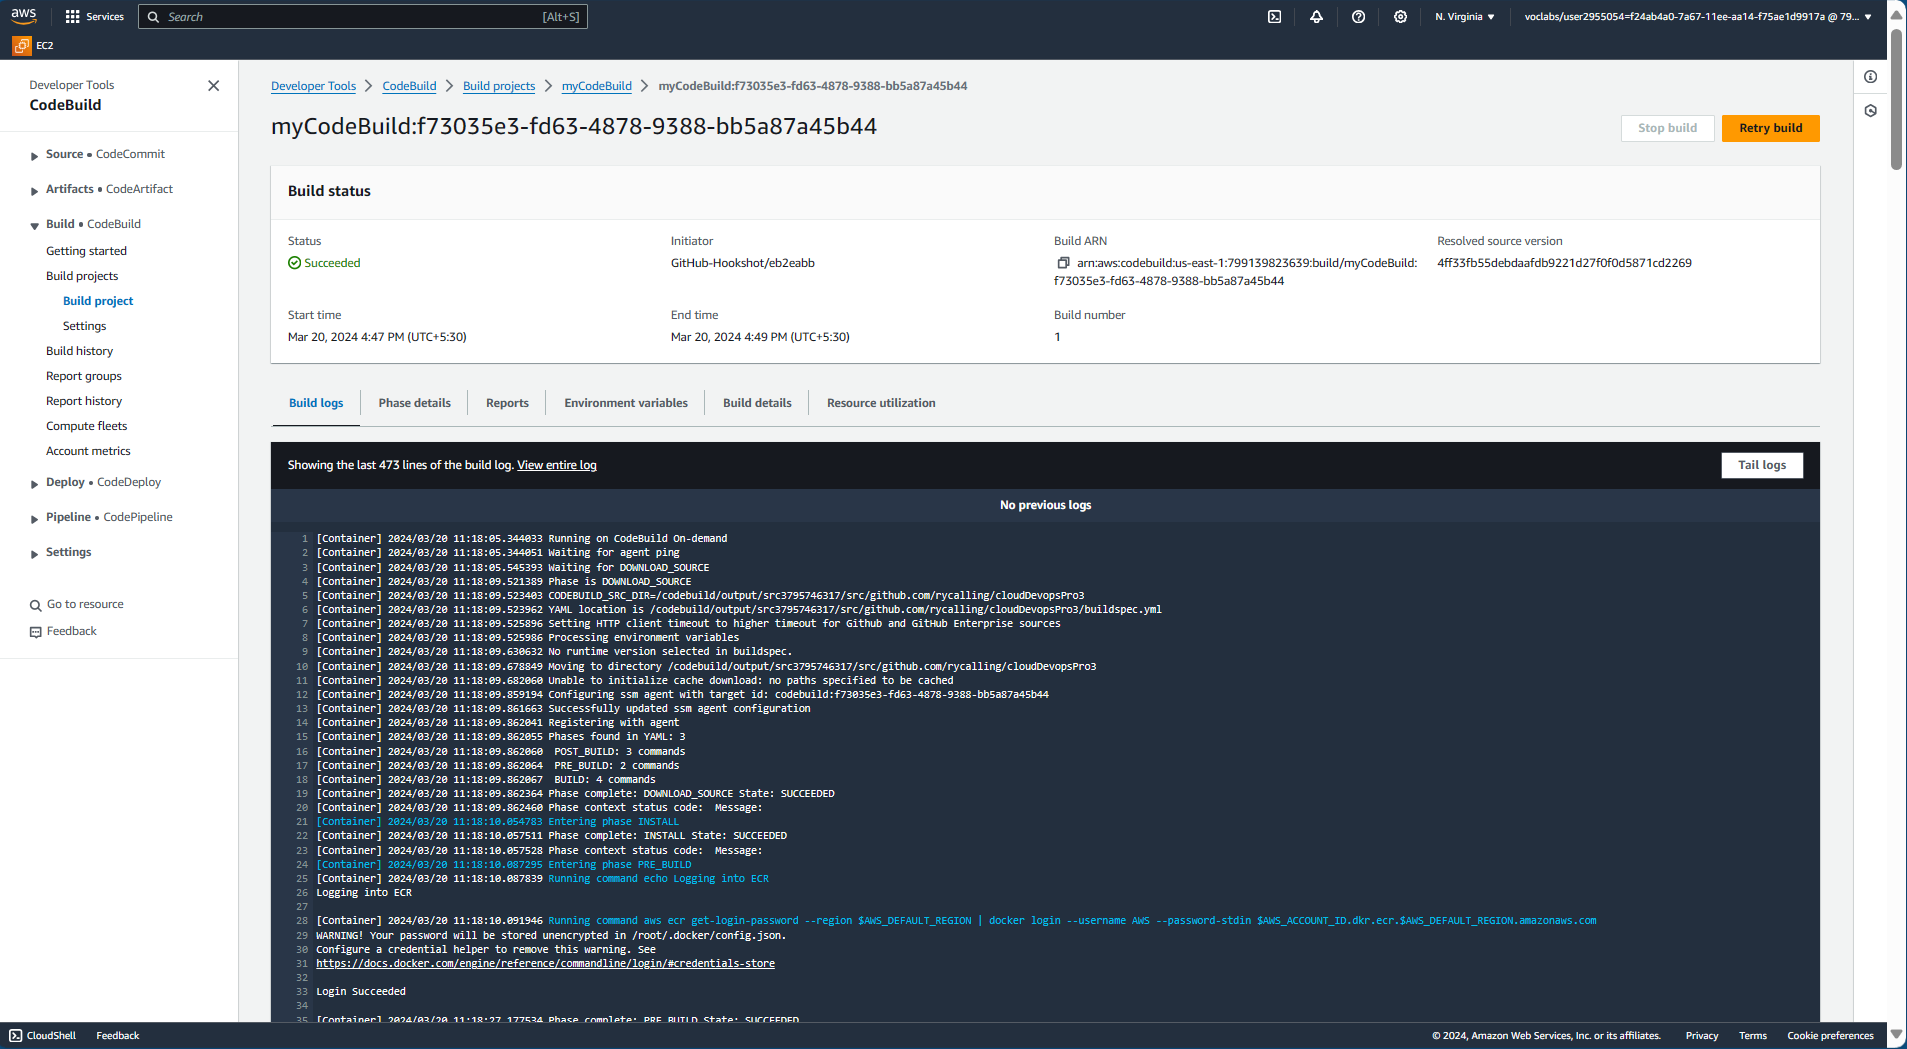 aws
Services
Search
[Alt+S]
N. Virginia
voclabs/user2955054=f24ab4a0-7a67-11ee-aa14-f75ae1d9917a @ 79...
EC2
Developer Tools
CodeBuild
Source • CodeCommit
Artifacts • CodeArtifact
Build • CodeBuild
Getting started
Build projects
Build project
Settings
Build history
Report groups
Report history
Compute fleets
Account metrics
Deploy • CodeDeploy
Pipeline • CodePipeline
Settings
Go to resource
Feedback
Developer Tools
CodeBuild
Build projects
myCodeBuild
myCodeBuild:f73035e3-fd63-4878-9388-bb5a87a45b44
myCodeBuild:f73035e3-fd63-4878-9388-bb5a87a45b44
Stop build
Retry build
Build status
Status
Succeeded
Initiator
GitHub-Hookshot/eb2eabb
Build ARN
arn:aws:codebuild:us-east-1:799139823639:build/myCodeBuild:
f73035e3-fd63-4878-9388-bb5a87a45b44
Resolved source version
4ff33fb55debdaafdb9221d27f0f0d5871cd2269
Start time
Mar 20, 2024 4:47 PM (UTC+5:30)
End time
Mar 20, 2024 4:49 PM (UTC+5:30)
Build number
1
Build logs
Phase details
Reports
Environment variables
Build details
Resource utilization
Showing the last 473 lines of the build log. View entire log
Tail logs
No previous logs
1 [Container] 2024/03/20 11:18:05.344033 Running on CodeBuild On-demand
2 [Container] 2024/03/20 11:18:05.344051 Waiting for agent ping
3 [Container] 2024/03/20 11:18:05.545393 Waiting for DOWNLOAD_SOURCE
4 [Container] 2024/03/20 11:18:09.521389 Phase is DOWNLOAD_SOURCE
5 [Container] 2024/03/20 11:18:09.523403 CODEBUILD_SRC_DIR=/codebuild/output/src3795746317/src/github.com/rycalling/cloudDevopsPro3
6 [Container] 2024/03/20 11:18:09.523962 YAML location is /codebuild/output/src3795746317/src/github.com/rycalling/cloudDevopsPro3/buildspec.yml
7 [Container] 2024/03/20 11:18:09.525896 Setting HTTP client timeout to higher timeout for Github and GitHub Enterprise sources
8 [Container] 2024/03/20 11:18:09.525986 Processing environment variables
9 [Container] 2024/03/20 11:18:09.630632 No runtime version selected in buildspec.
10 [Container] 2024/03/20 11:18:09.678849 Moving to directory /codebuild/output/src3795746317/src/github.com/rycalling/cloudDevopsPro3
11 [Container] 2024/03/20 11:18:09.682060 Unable to initialize cache download: no paths specified to be cached
12 [Container] 2024/03/20 11:18:09.859194 Configuring ssm agent with target id: codebuild:f73035e3-fd63-4878-9388-bb5a87a45b44
13 [Container] 2024/03/20 11:18:09.861663 Successfully updated ssm agent configuration
14 [Container] 2024/03/20 11:18:09.862041 Registering with agent
15 [Container] 2024/03/20 11:18:09.862055 Phases found in YAML: 3
16 [Container] 2024/03/20 11:18:09.862060  POST_BUILD: 3 commands
17 [Container] 2024/03/20 11:18:09.862064  PRE_BUILD: 2 commands
18 [Container] 2024/03/20 11:18:09.862067  BUILD: 4 commands
19 [Container] 2024/03/20 11:18:09.862364 Phase complete: DOWNLOAD_SOURCE State: SUCCEEDED
20 [Container] 2024/03/20 11:18:09.862460 Phase context status code:  Message:
21 [Container] 2024/03/20 11:18:10.054783 Entering phase INSTALL
22 [Container] 2024/03/20 11:18:10.057511 Phase complete: INSTALL State: SUCCEEDED
23 [Container] 2024/03/20 11:18:10.057528 Phase context status code:  Message:
24 [Container] 2024/03/20 11:18:10.087295 Entering phase PRE_BUILD
25 [Container] 2024/03/20 11:18:10.087839 Running command echo Logging into ECR
26 Logging into ECR
27
28 [Container] 2024/03/20 11:18:10.091946 Running command aws ecr get-login-password --region $AWS_DEFAULT_REGION | docker login --username AWS --password-stdin $AWS_ACCOUNT_ID.dkr.ecr.$AWS_DEFAULT_REGION.amazonaws.com
29 WARNING! Your password will be stored unencrypted in /root/.docker/config.json.
30 Configure a credential helper to remove this warning. See
31 https://docs.docker.com/engine/reference/commandline/login/#credentials-store
32
33 Login Succeeded
34
35 [Container] 2024/03/20 11:18:27.177534 Phase complete: PRE_BUILD State: SUCCEEDED
CloudShell
Feedback
© 2024, Amazon Web Services, Inc. or its affiliates.
Privacy
Terms
Cookie preferences